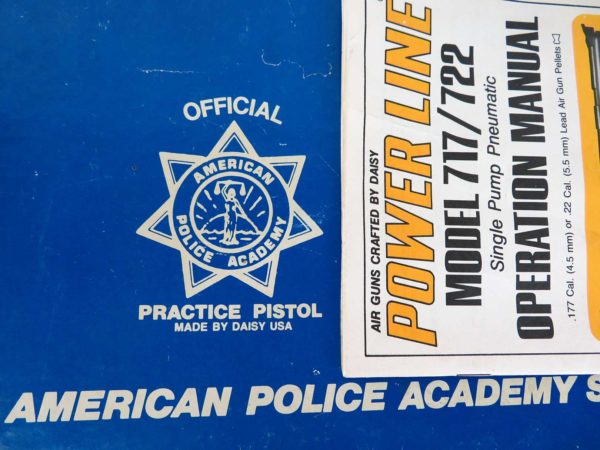 OFFICIAL
AMERICAN
POLICE ACADEMY
PRACTICE PISTOL
MADE BY DAISY USA
AMERICAN POLICE ACADEMY S
AIR GUNS CRAFTED BY DAISY
POWER LINE
MODEL 717/722
Single Pump Pneumatic
OPERATION MANUAL
.177 Cal. (4.5 mm) or .22 Cal. (5.5 mm) Lead Air Gun Pellets